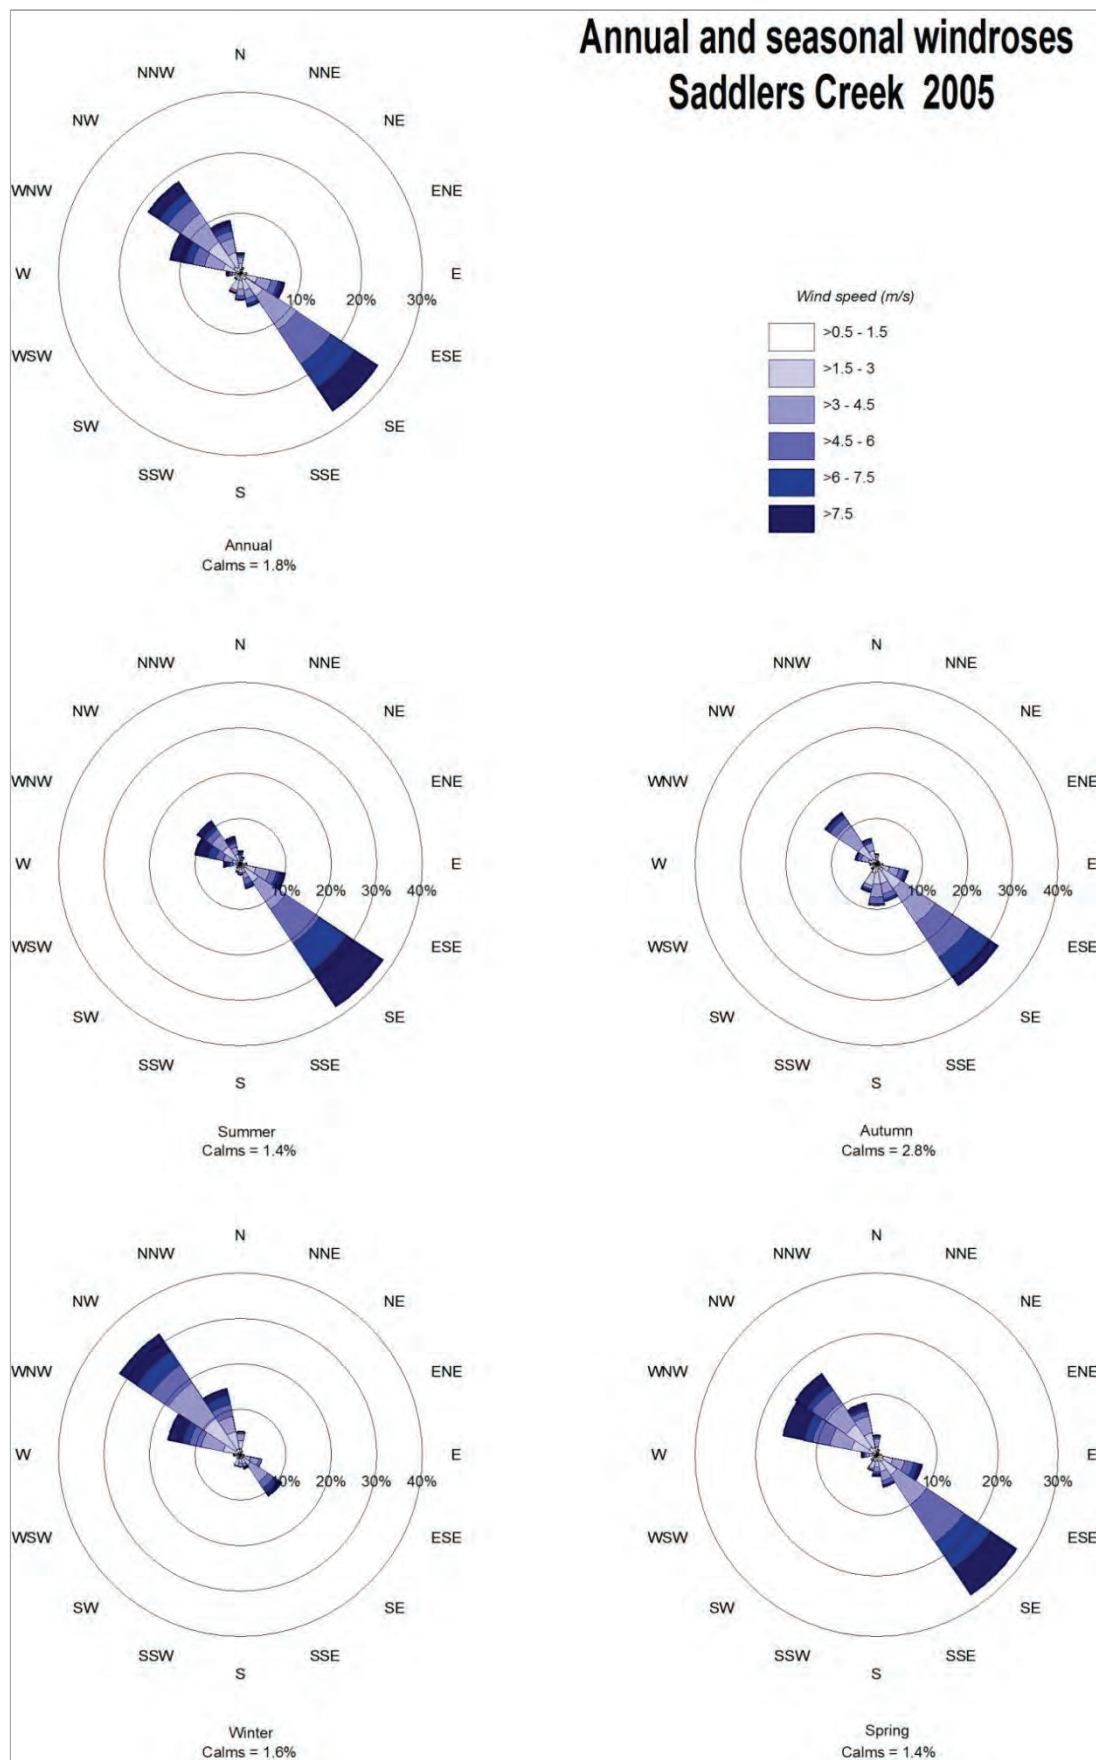 Annual and seasonal windroses
Saddlers Creek 2005
N
NNW NNE
NW NE
WNW ENE
W E
10% 20% 30%
WSW ESE
SW SE
SSW SSE
S
Annual
Calms = 1.8%
Wind speed (m/s)
>0.5 - 1.5
>1.5 - 3
>3 - 4.5
>4.5 - 6
>6 - 7.5
>7.5
N
NNW NNE
NW NE
WNW ENE
W E
10% 20% 30% 40%
WSW ESE
SW SE
SSW SSE
S
Summer
Calms = 1.4%
N
NNW NNE
NW NE
WNW ENE
W E
10% 20% 30% 40%
WSW ESE
SW SE
SSW SSE
S
Autumn
Calms = 2.8%
N
NNW NNE
NW NE
WNW ENE
W E
10% 20% 30% 40%
WSW ESE
SW SE
SSW SSE
S
Winter
Calms = 1.6%
N
NNW NNE
NW NE
WNW ENE
W E
10% 20% 30%
WSW ESE
SW SE
SSW SSE
S
Spring
Calms = 1.4%